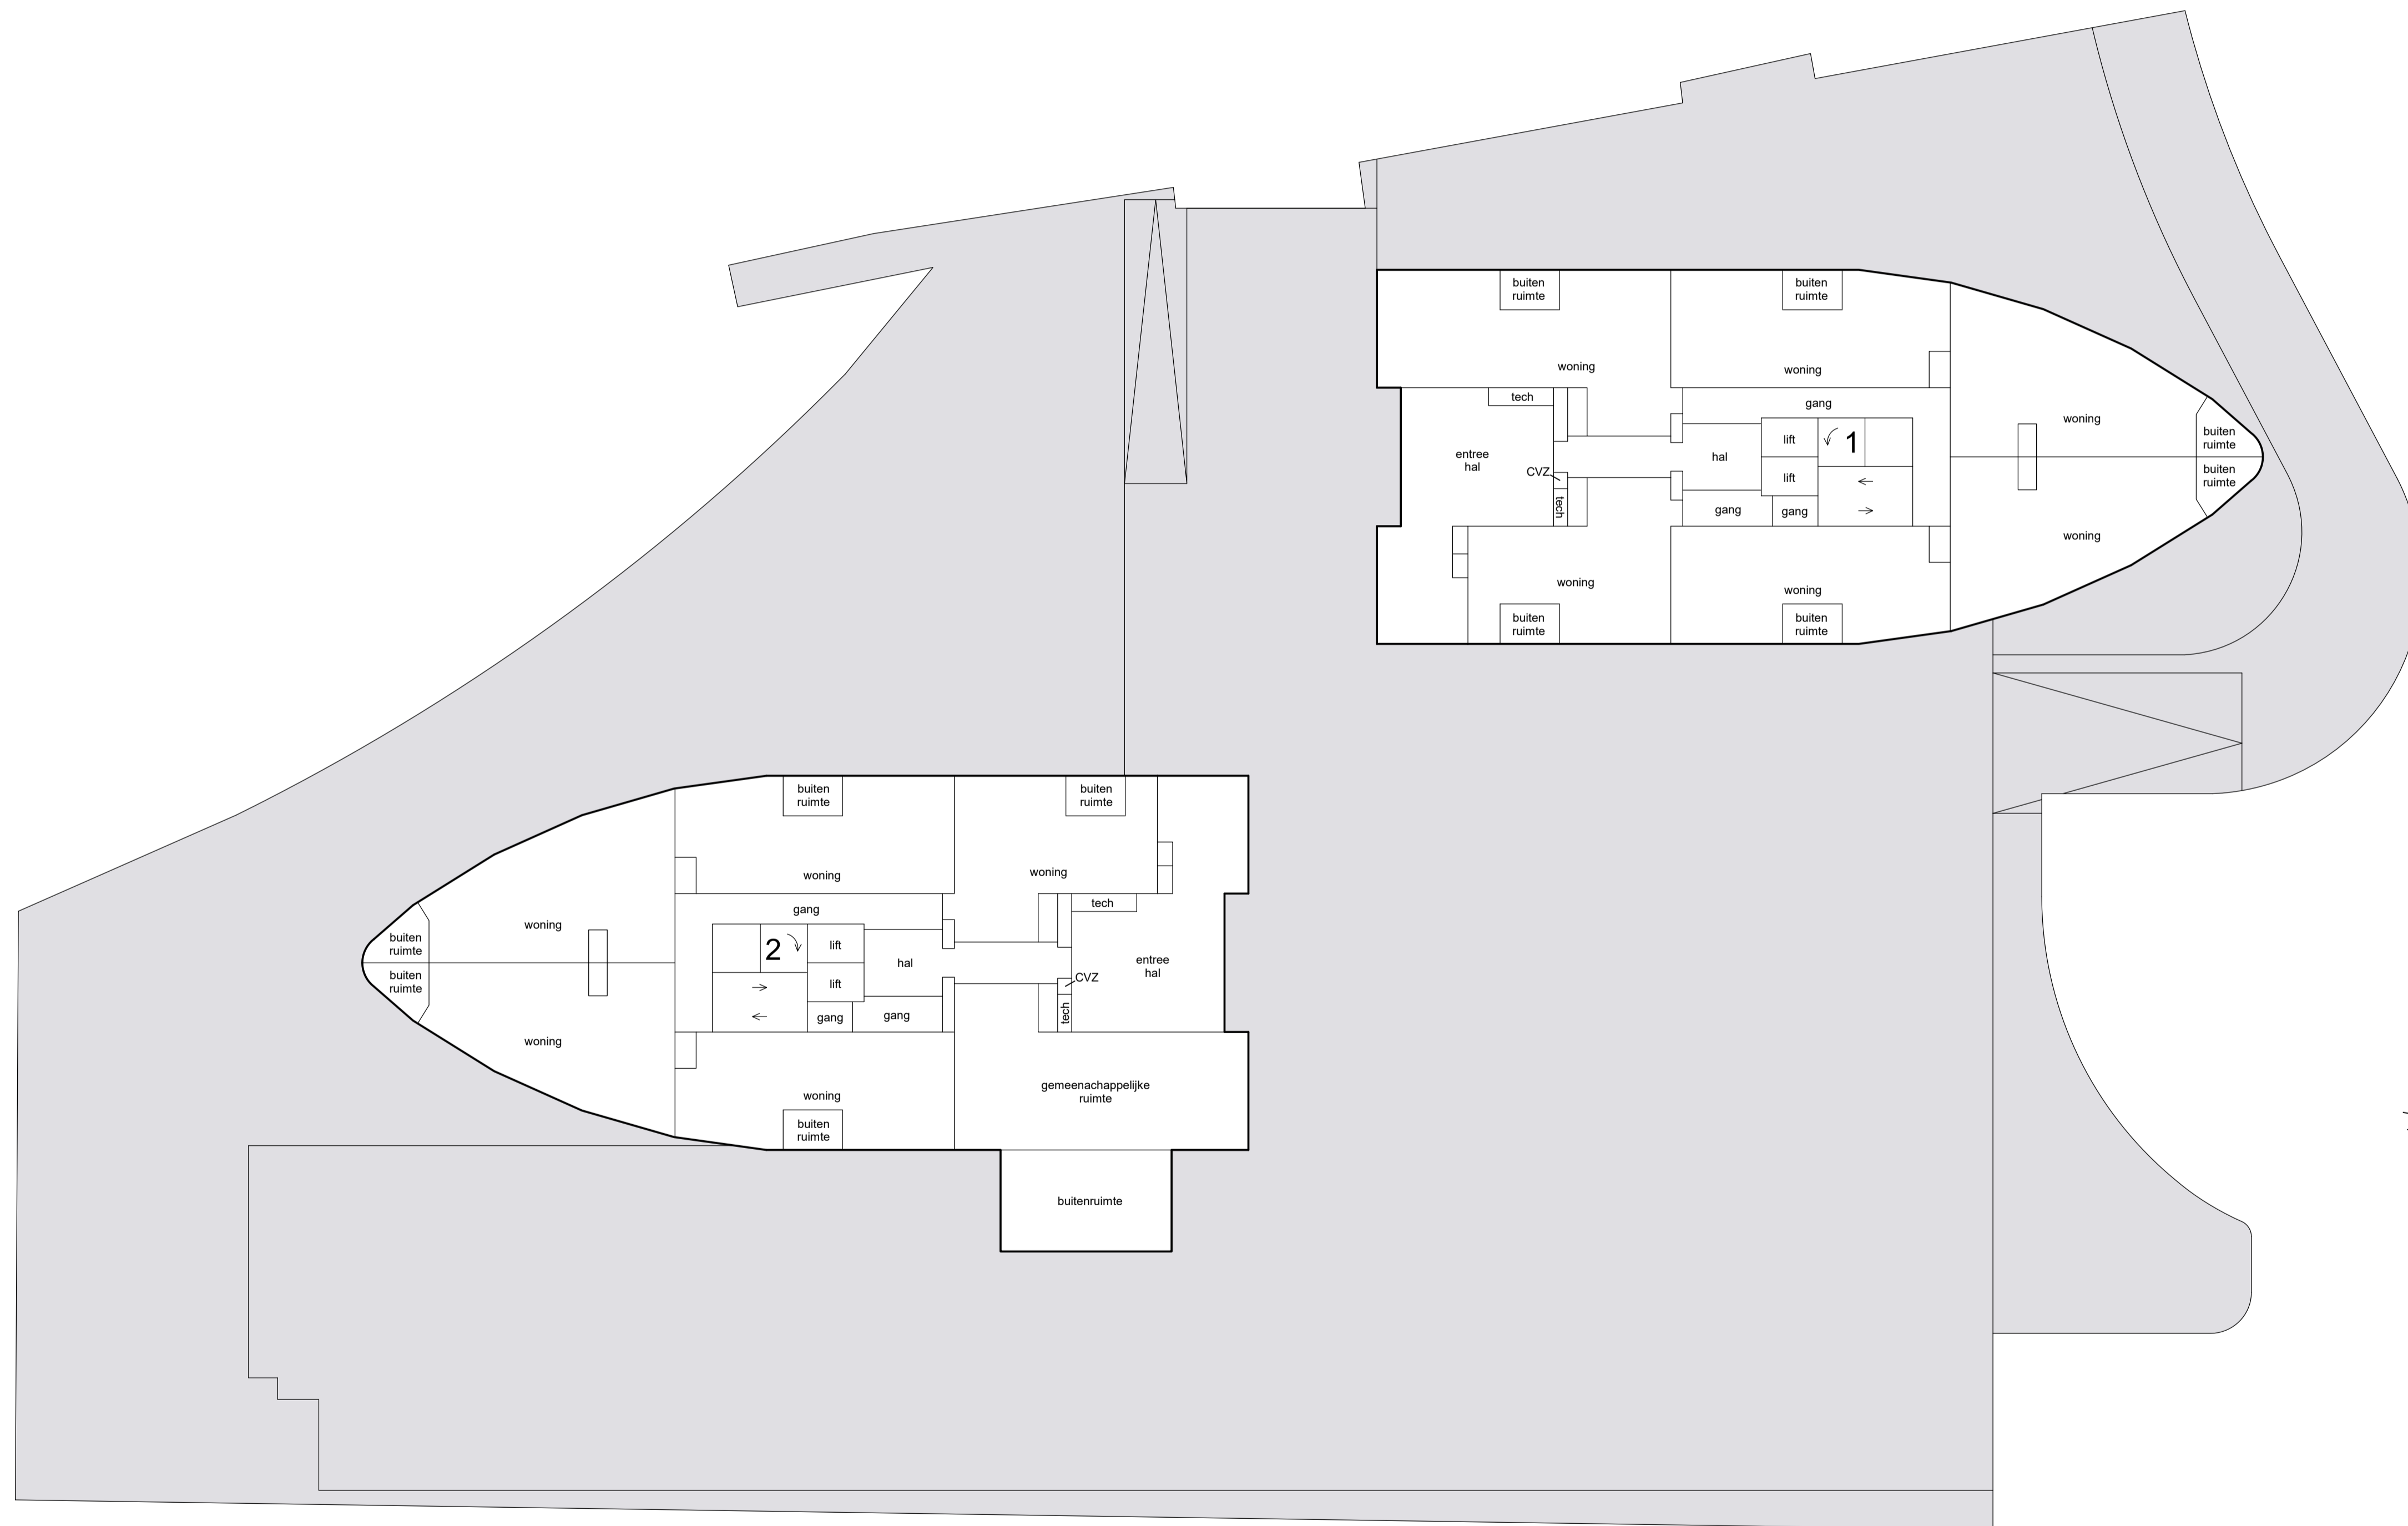 buiten
ruimte
buiten
ruimte
woning
woning
tech
gang
woning
buiten
ruimte
lift
1
entree
hal
hal
CVZ
lift
buiten
ruimte
tech
gang
gang
woning
woning
woning
buiten
ruimte
buiten
ruimte
buiten
ruimte
buiten
ruimte
woning
woning
tech
gang
woning
buiten
ruimte
2
lift
hal
entree
hal
buiten
ruimte
lift
CVZ
tech
gang
gang
woning
woning
gemeenachappelijke
ruimte
buiten
ruimte
buitenruimte